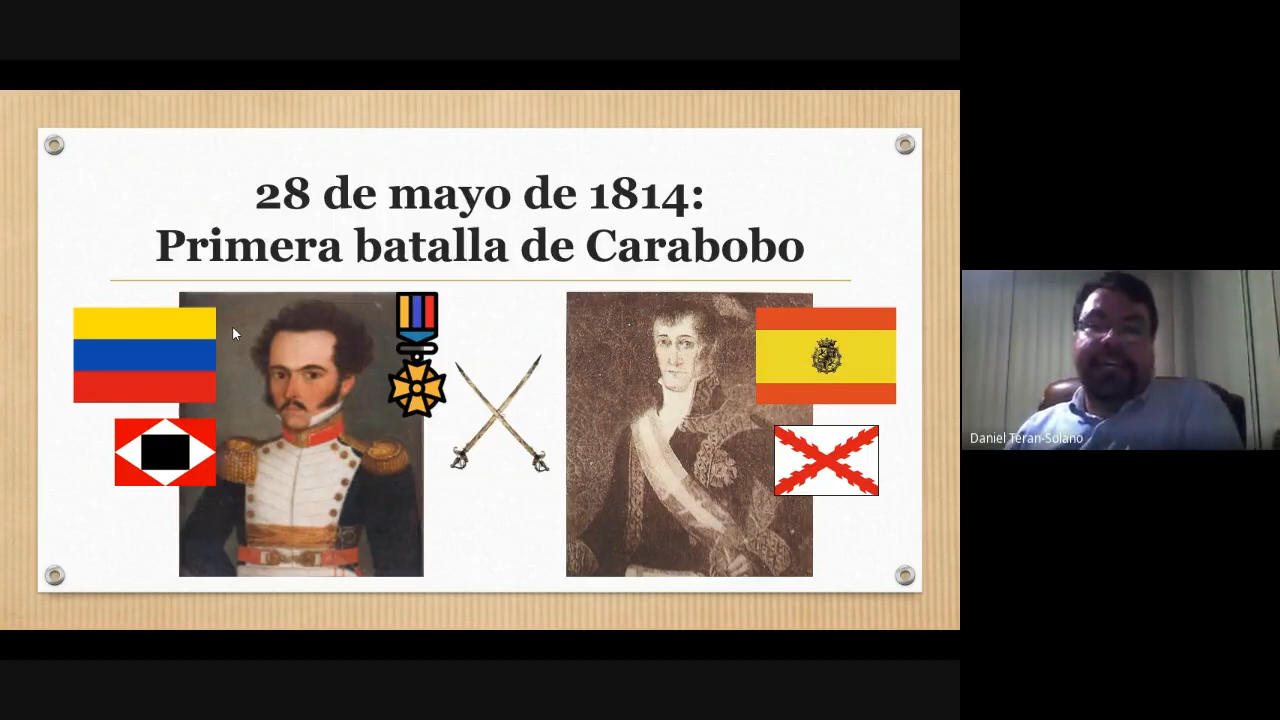 28 de mayo de 1814:
Primera batalla de Carabobo
Daniel Teran-Solano